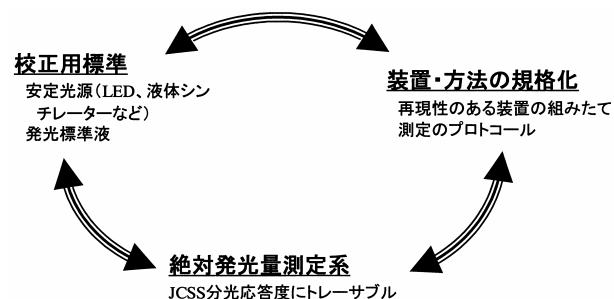 校正用標準
安定光源（LED、液体シン
チレーターなど）
発光標準液
装置・方法の規格化
再現性のある装置の組みたて
測定のプロトコール
絶対発光量測定系
JCSS分光応答度にトレーサブル